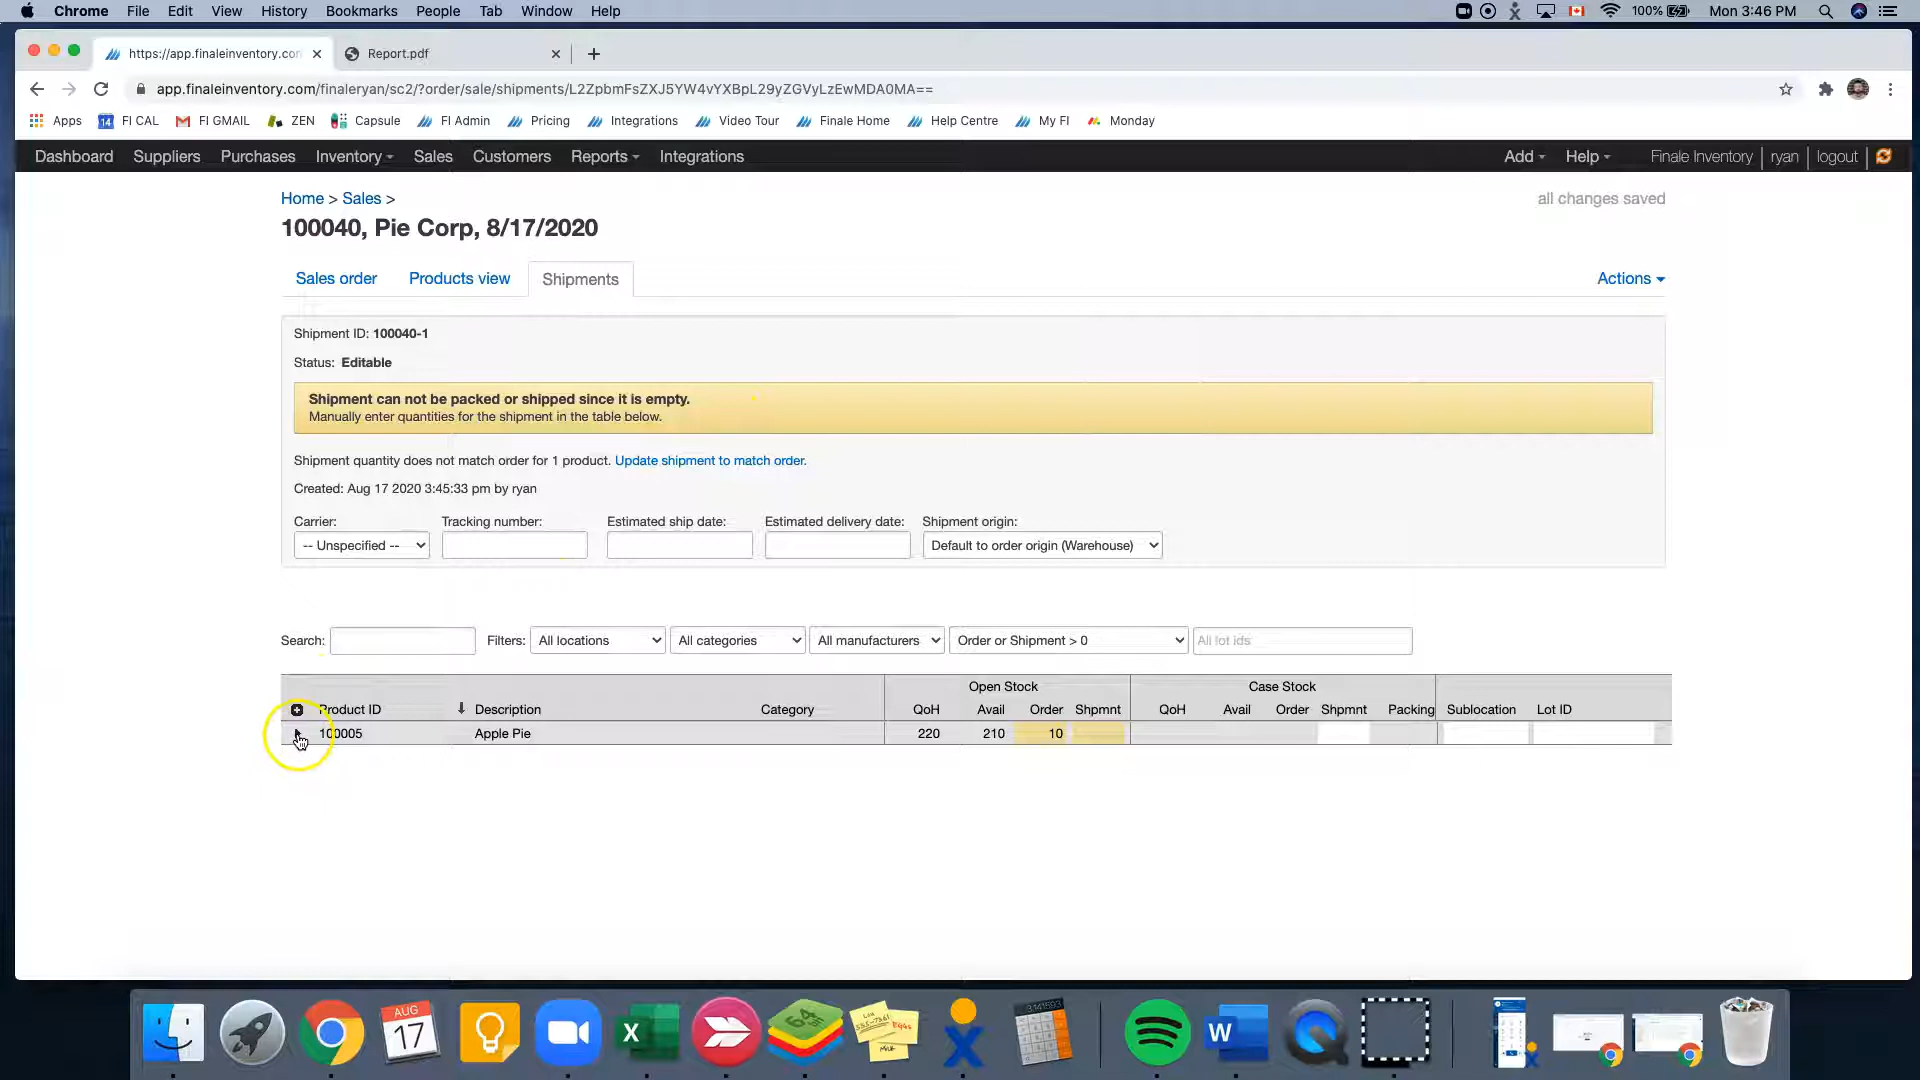 Chrome File Edit View History Bookmarks People Tab Window Help 100% Mon 3:46 PM
https://app.finaleinventory.con Report.pdf
app.finaleinventory.com/finaleryan/sc2/?order/sale/shipments/L2ZpbmFsZXJ5YW4vYXBpL29yZGVyLzEwMDA0MA==
Apps 14 FI CAL FI GMAIL ZEN Capsule FI Admin Pricing Integrations Video Tour Finale Home Help Centre My FI Monday
Dashboard Suppliers Purchases Inventory Sales Customers Reports Integrations Add Help Finale Inventory ryan logout
Home > Sales > all changes saved
100040, Pie Corp, 8/17/2020
Sales order Products view Shipments Actions
Shipment ID: 100040-1
Status: Editable
Shipment can not be packed or shipped since it is empty.
Manually enter quantities for the shipment in the table below.
Shipment quantity does not match order for 1 product. Update shipment to match order.
Created: Aug 17 2020 3:45:33 pm by ryan
Carrier: Tracking number: Estimated ship date: Estimated delivery date: Shipment origin:
-- Unspecified -- Default to order origin (Warehouse)
Search: Filters: All locations All categories All manufacturers Order or Shipment > 0 All lot ids
Open Stock Case Stock
Product ID Description Category QoH Avail Order Shpmnt QoH Avail Order Shpmnt Packing Sublocation Lot ID
100005 Apple Pie 220 210 10
AUG
17
X
64
W